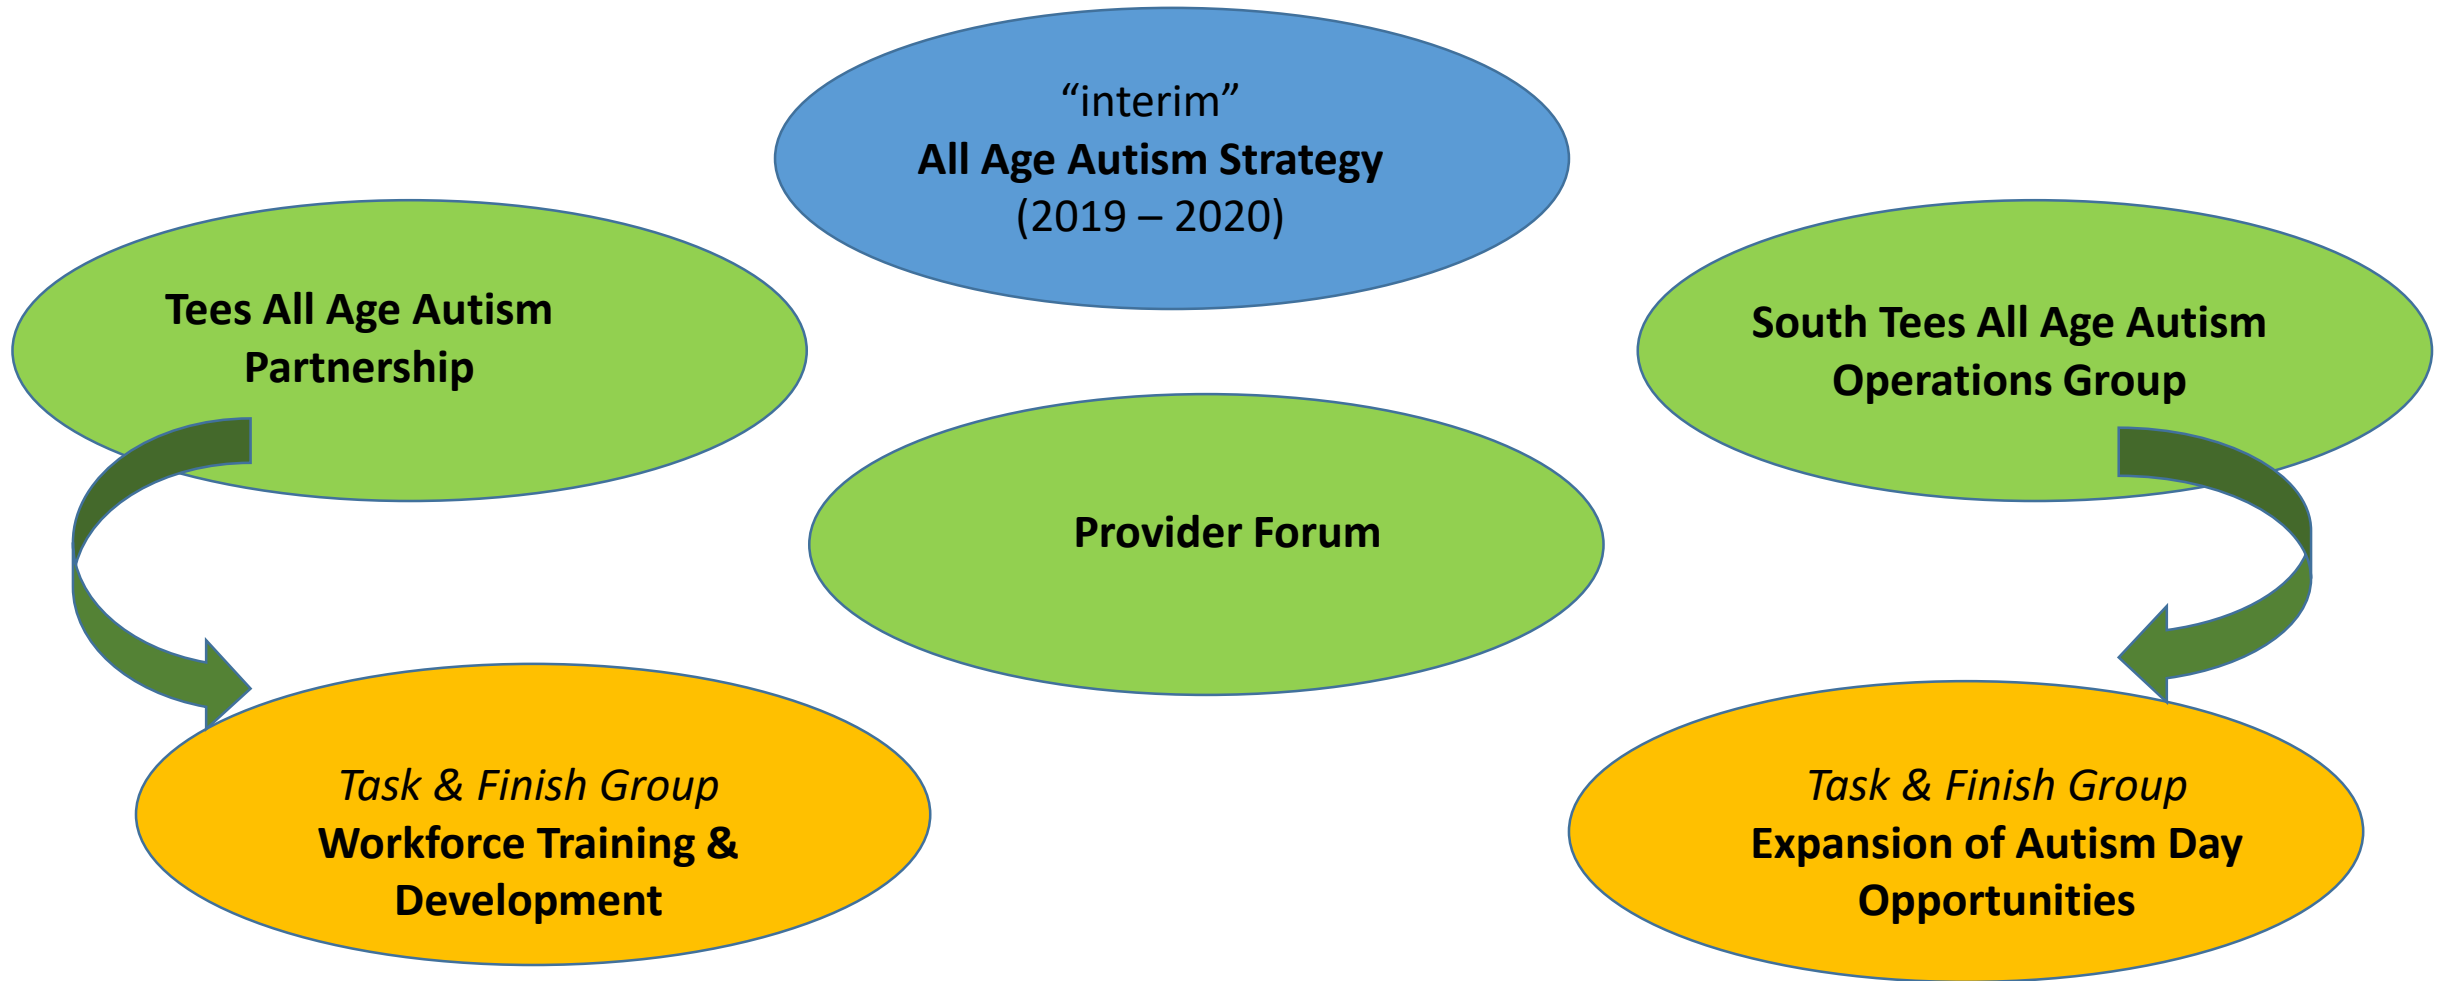 “interim”
All Age Autism Strategy
(2019 – 2020)
Tees All Age Autism
Partnership
South Tees All Age Autism
Operations Group
Provider Forum
Task & Finish Group
Workforce Training &
Development
Task & Finish Group
Expansion of Autism Day
Opportunities